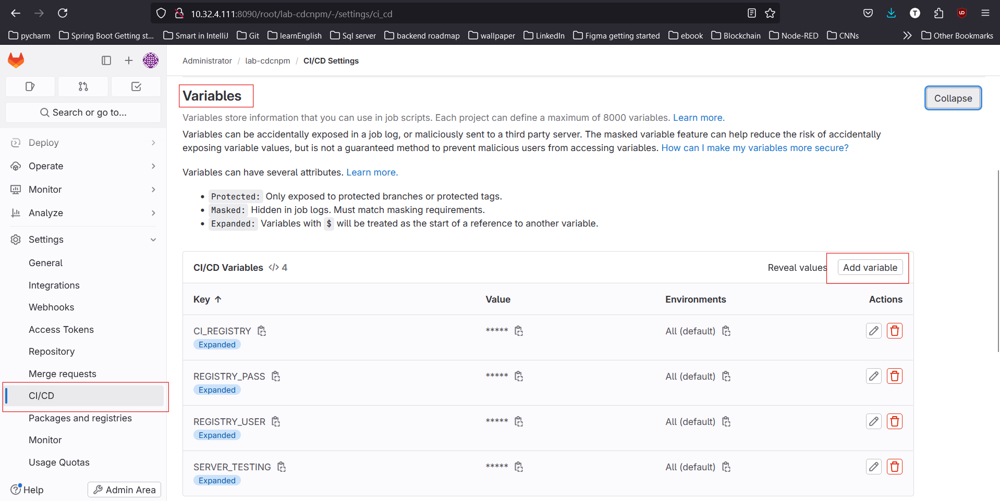 10.32.4.111:8090/root/lab-cdcnpm/-/settings/ci_cd
T
UO
pycharm
Spring Boot Getting st...
Smart in IntelliJ
Git
learnEnglish
Sql server
backend roadmap
wallpaper
LinkedIn
Figma getting started
ebook
Blockchain
Node-RED
CNNs
Other Bookmarks
Administrator / lab-cdcnpm / CI/CD Settings
Search or go to...
Deploy
Operate
Monitor
Analyze
Settings
General
Integrations
Webhooks
Access Tokens
Repository
Merge requests
CI/CD
Packages and registries
Monitor
Usage Quotas
Help
Admin Area
Variables
Collapse
Variables store information that you can use in job scripts. Each project can define a maximum of 8000 variables. Learn more.
Variables can be accidentally exposed in a job log, or maliciously sent to a third party server. The masked variable feature can help reduce the risk of accidentally
exposing variable values, but is not a guaranteed method to prevent malicious users from accessing variables. How can I make my variables more secure?
Variables can have several attributes. Learn more.
• Protected: Only exposed to protected branches or protected tags.
• Masked: Hidden in job logs. Must match masking requirements.
• Expanded: Variables with $ will be treated as the start of a reference to another variable.
CI/CD Variables </> 4
Reveal values
Add variable
Key ↑ Value Environments Actions
CI_REGISTRY ***** All (default)
Expanded
REGISTRY_PASS ***** All (default)
Expanded
REGISTRY_USER ***** All (default)
Expanded
SERVER_TESTING ***** All (default)
Expanded